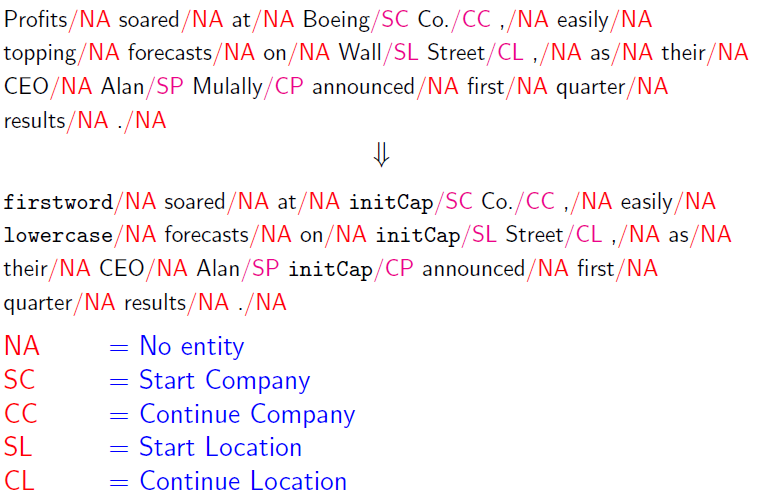 Profits/NA soared/NA at/NA Boeing/SC Co./CC ,/NA easily/NA
topping/NA forecasts/NA on/NA Wall/SL Street/CL ,/NA as/NA their/NA
CEO/NA Alan/SP Mulally/CP announced/NA first/NA quarter/NA
results/NA ./NA
⇓
firstword/NA soared/NA at/NA initCap/SC Co./CC ,/NA easily/NA
lowercase/NA forecasts/NA on/NA initCap/SL Street/CL ,/NA as/NA
their/NA CEO/NA Alan/SP initCap/CP announced/NA first/NA
quarter/NA results/NA ./NA
NA = No entity
SC = Start Company
CC = Continue Company
SL = Start Location
CL = Continue Location